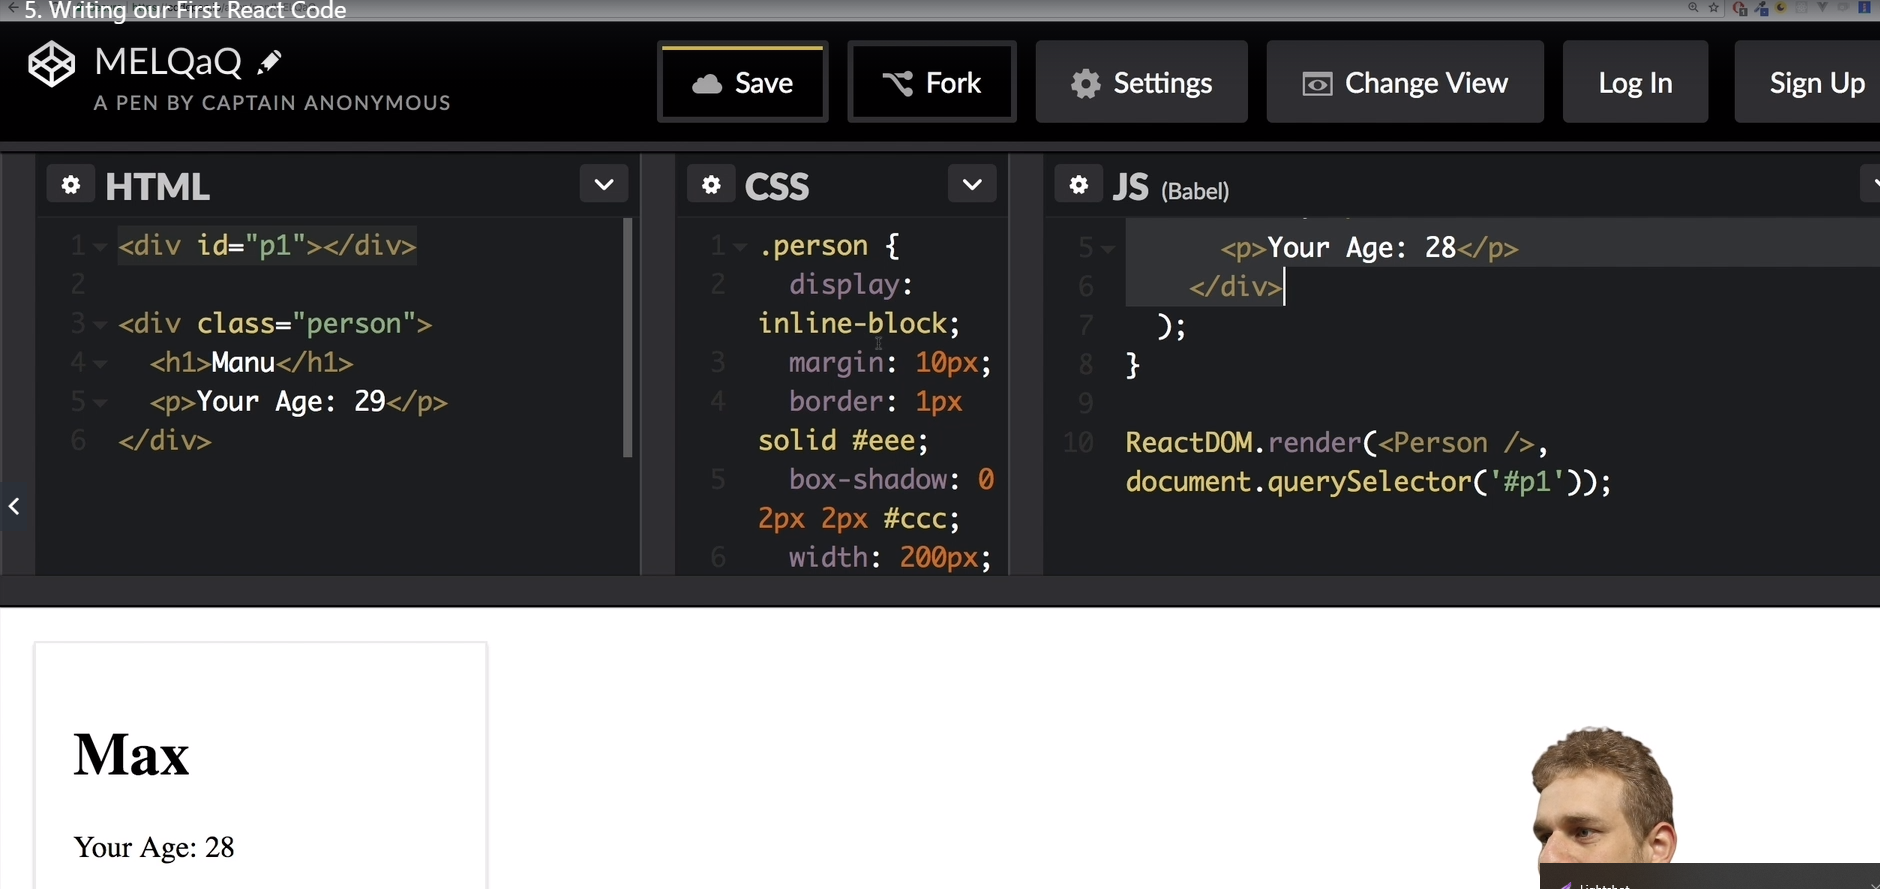 5. Writing our First React Code
MELQaQ
A PEN BY CAPTAIN ANONYMOUS
Save
Fork
Settings
Change View
Log In
Sign Up
HTML
1 <div id="p1"></div>
2
3 <div class="person">
4 <h1>Manu</h1>
5 <p>Your Age: 29</p>
6 </div>
CSS
1 .person {
2 display:
inline-block;
3 margin: 10px;
4 border: 1px
solid #eee;
5 box-shadow: 0
2px 2px #ccc;
6 width: 200px;
JS (Babel)
5 <p>Your Age: 28</p>
6 </div>
7 );
8 }
9
10 ReactDOM.render(<Person />,
document.querySelector('#p1'));
Max
Your Age: 28